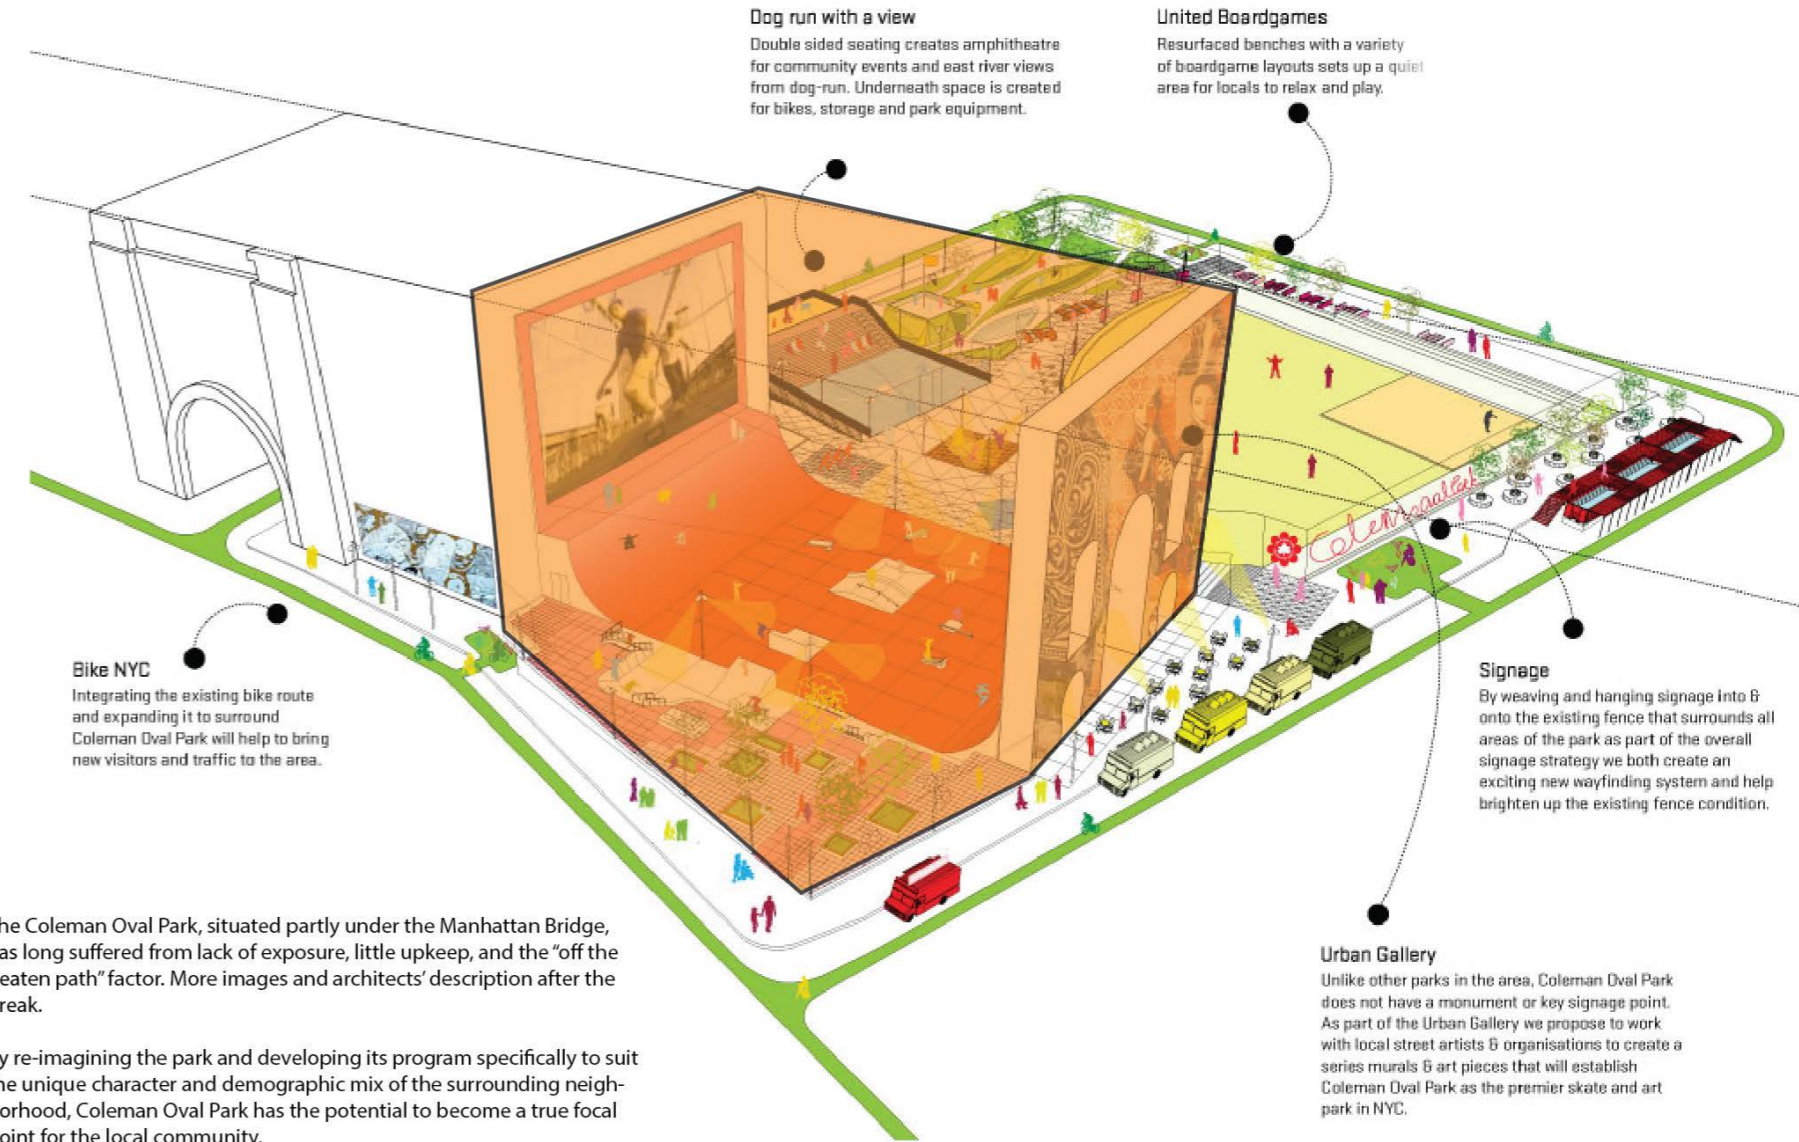 Dog run with a view
Double sided seating creates amphitheatre
for community events and east river views
from dog-run. Underneath space is created
for bikes, storage and park equipment.
United Boardgames
Resurfaced benches with a variety
of boardgame layouts sets up a quiet
area for locals to relax and play.
Bike NYC
Integrating the existing bike route
and expanding it to surround
Coleman Oval Park will help to bring
new visitors and traffic to the area.
Signage
By weaving and hanging signage into &
onto the existing fence that surrounds all
areas of the park as part of the overall
signage strategy we both create an
exciting new wayfinding system and help
brighten up the existing fence condition.
Urban Gallery
Unlike other parks in the area, Coleman Oval Park
does not have a monument or key signage point.
As part of the Urban Gallery we propose to work
with local street artists & organisations to create a
series murals & art pieces that will establish
Coleman Oval Park as the premier skate and art
park in NYC.
he Coleman Oval Park, situated partly under the Manhattan Bridge,
as long suffered from lack of exposure, little upkeep, and the “off the
eaten path” factor. More images and architects’ description after the
reak.
y re-imagining the park and developing its program specifically to suit
he unique character and demographic mix of the surrounding neigh-
orhood, Coleman Oval Park has the potential to become a true focal
oint for the local community.